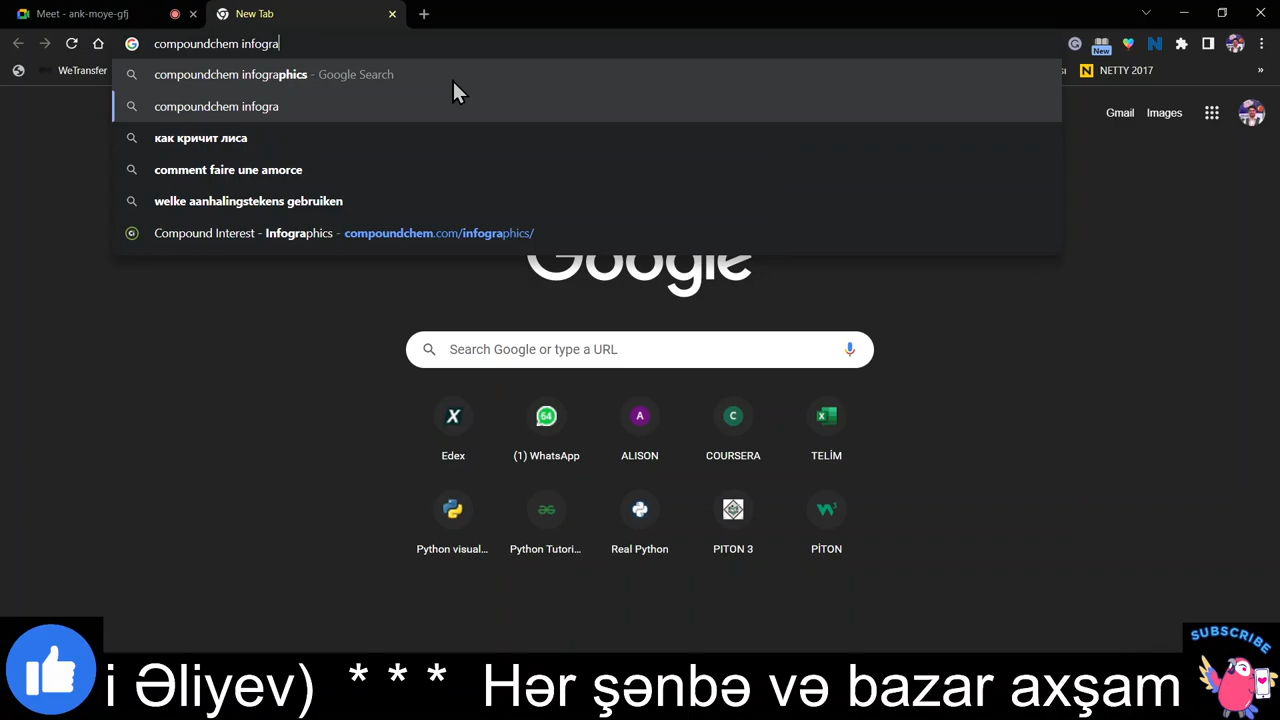 Meet - ank-moye-gfj
New Tab
compoundchem infogra
New
WeTransfer
NETTY 2017
»
compoundchem infographics - Google Search
compoundchem infogra
как кричит лиса
comment faire une amorce
welke aanhalingstekens gebruiken
Compound Interest - Infographics - compoundchem.com/infographics/
Gmail
Images
Google
Search Google or type a URL
Edex
(1) WhatsApp
ALISON
COURSERA
TELİM
Python visual...
Python Tutori...
Real Python
PITON 3
PİTON
i Əliyev) * * * Hər şənbə və bazar axşam
SUBSCRIBE